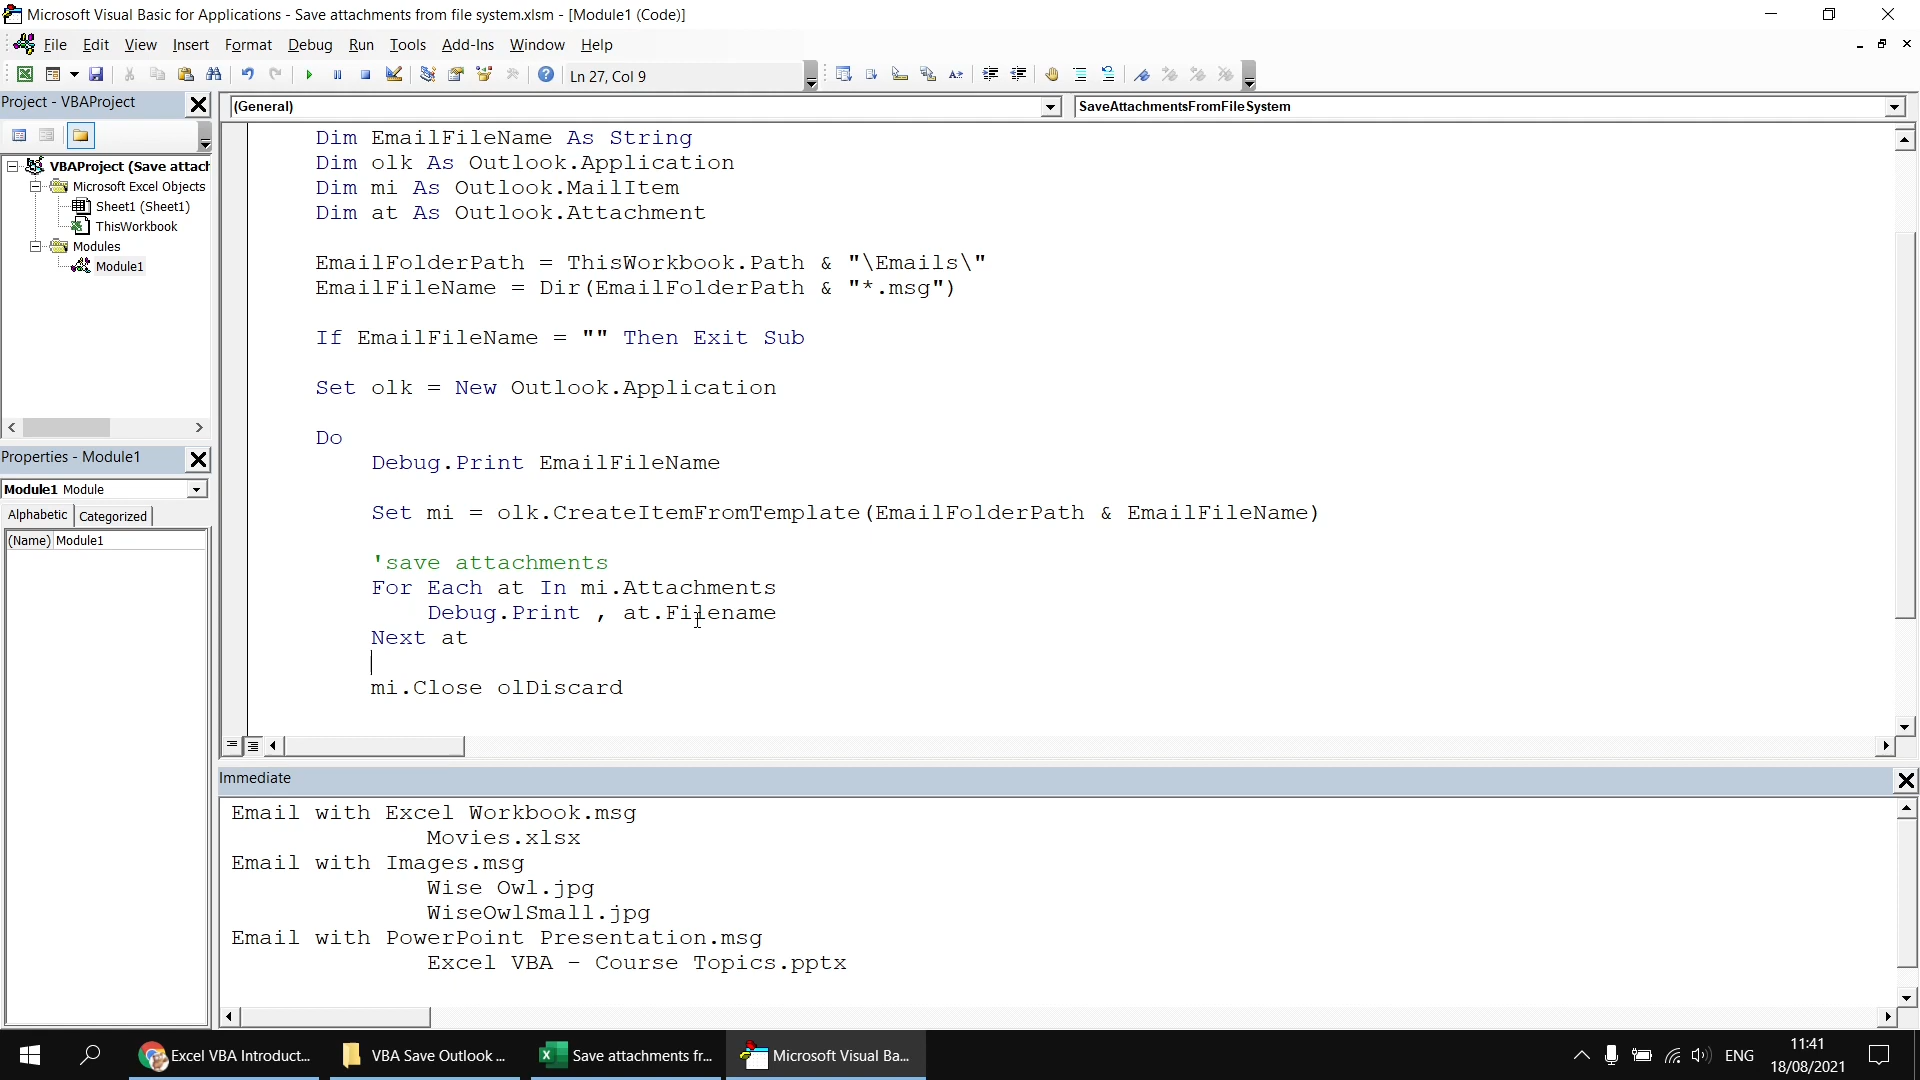 Microsoft Visual Basic for Applications - Save attachments from file system.xlsm - [Module1 (Code)]
File Edit View Insert Format Debug Run Tools Add-Ins Window Help
Ln 27, Col 9
Project - VBAProject
(General)
SaveAttachmentsFromFileSystem
VBAProject (Save attach
Microsoft Excel Objects
Sheet1 (Sheet1)
ThisWorkbook
Modules
Module1
Properties - Module1
Module1 Module
Alphabetic Categorized
(Name) Module1
Dim EmailFileName As String
Dim olk As Outlook.Application
Dim mi As Outlook.MailItem
Dim at As Outlook.Attachment
EmailFolderPath = ThisWorkbook.Path & "\Emails\"
EmailFileName = Dir(EmailFolderPath & "*.msg")
If EmailFileName = "" Then Exit Sub
Set olk = New Outlook.Application
Do
Debug.Print EmailFileName
Set mi = olk.CreateItemFromTemplate(EmailFolderPath & EmailFileName)
'save attachments
For Each at In mi.Attachments
Debug.Print , at.Filename
Next at
mi.Close olDiscard
Immediate
Email with Excel Workbook.msg
Movies.xlsx
Email with Images.msg
Wise Owl.jpg
WiseOwlSmall.jpg
Email with PowerPoint Presentation.msg
Excel VBA - Course Topics.pptx
Excel VBA Introduct...
VBA Save Outlook ...
Save attachments fr...
Microsoft Visual Ba...
ENG
11:41
18/08/2021